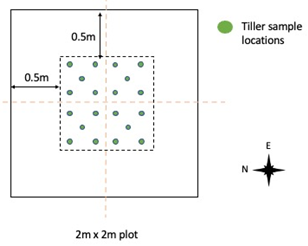 0.5m
Tiller sample
locations
0.5m
E
N
2m x 2m plot